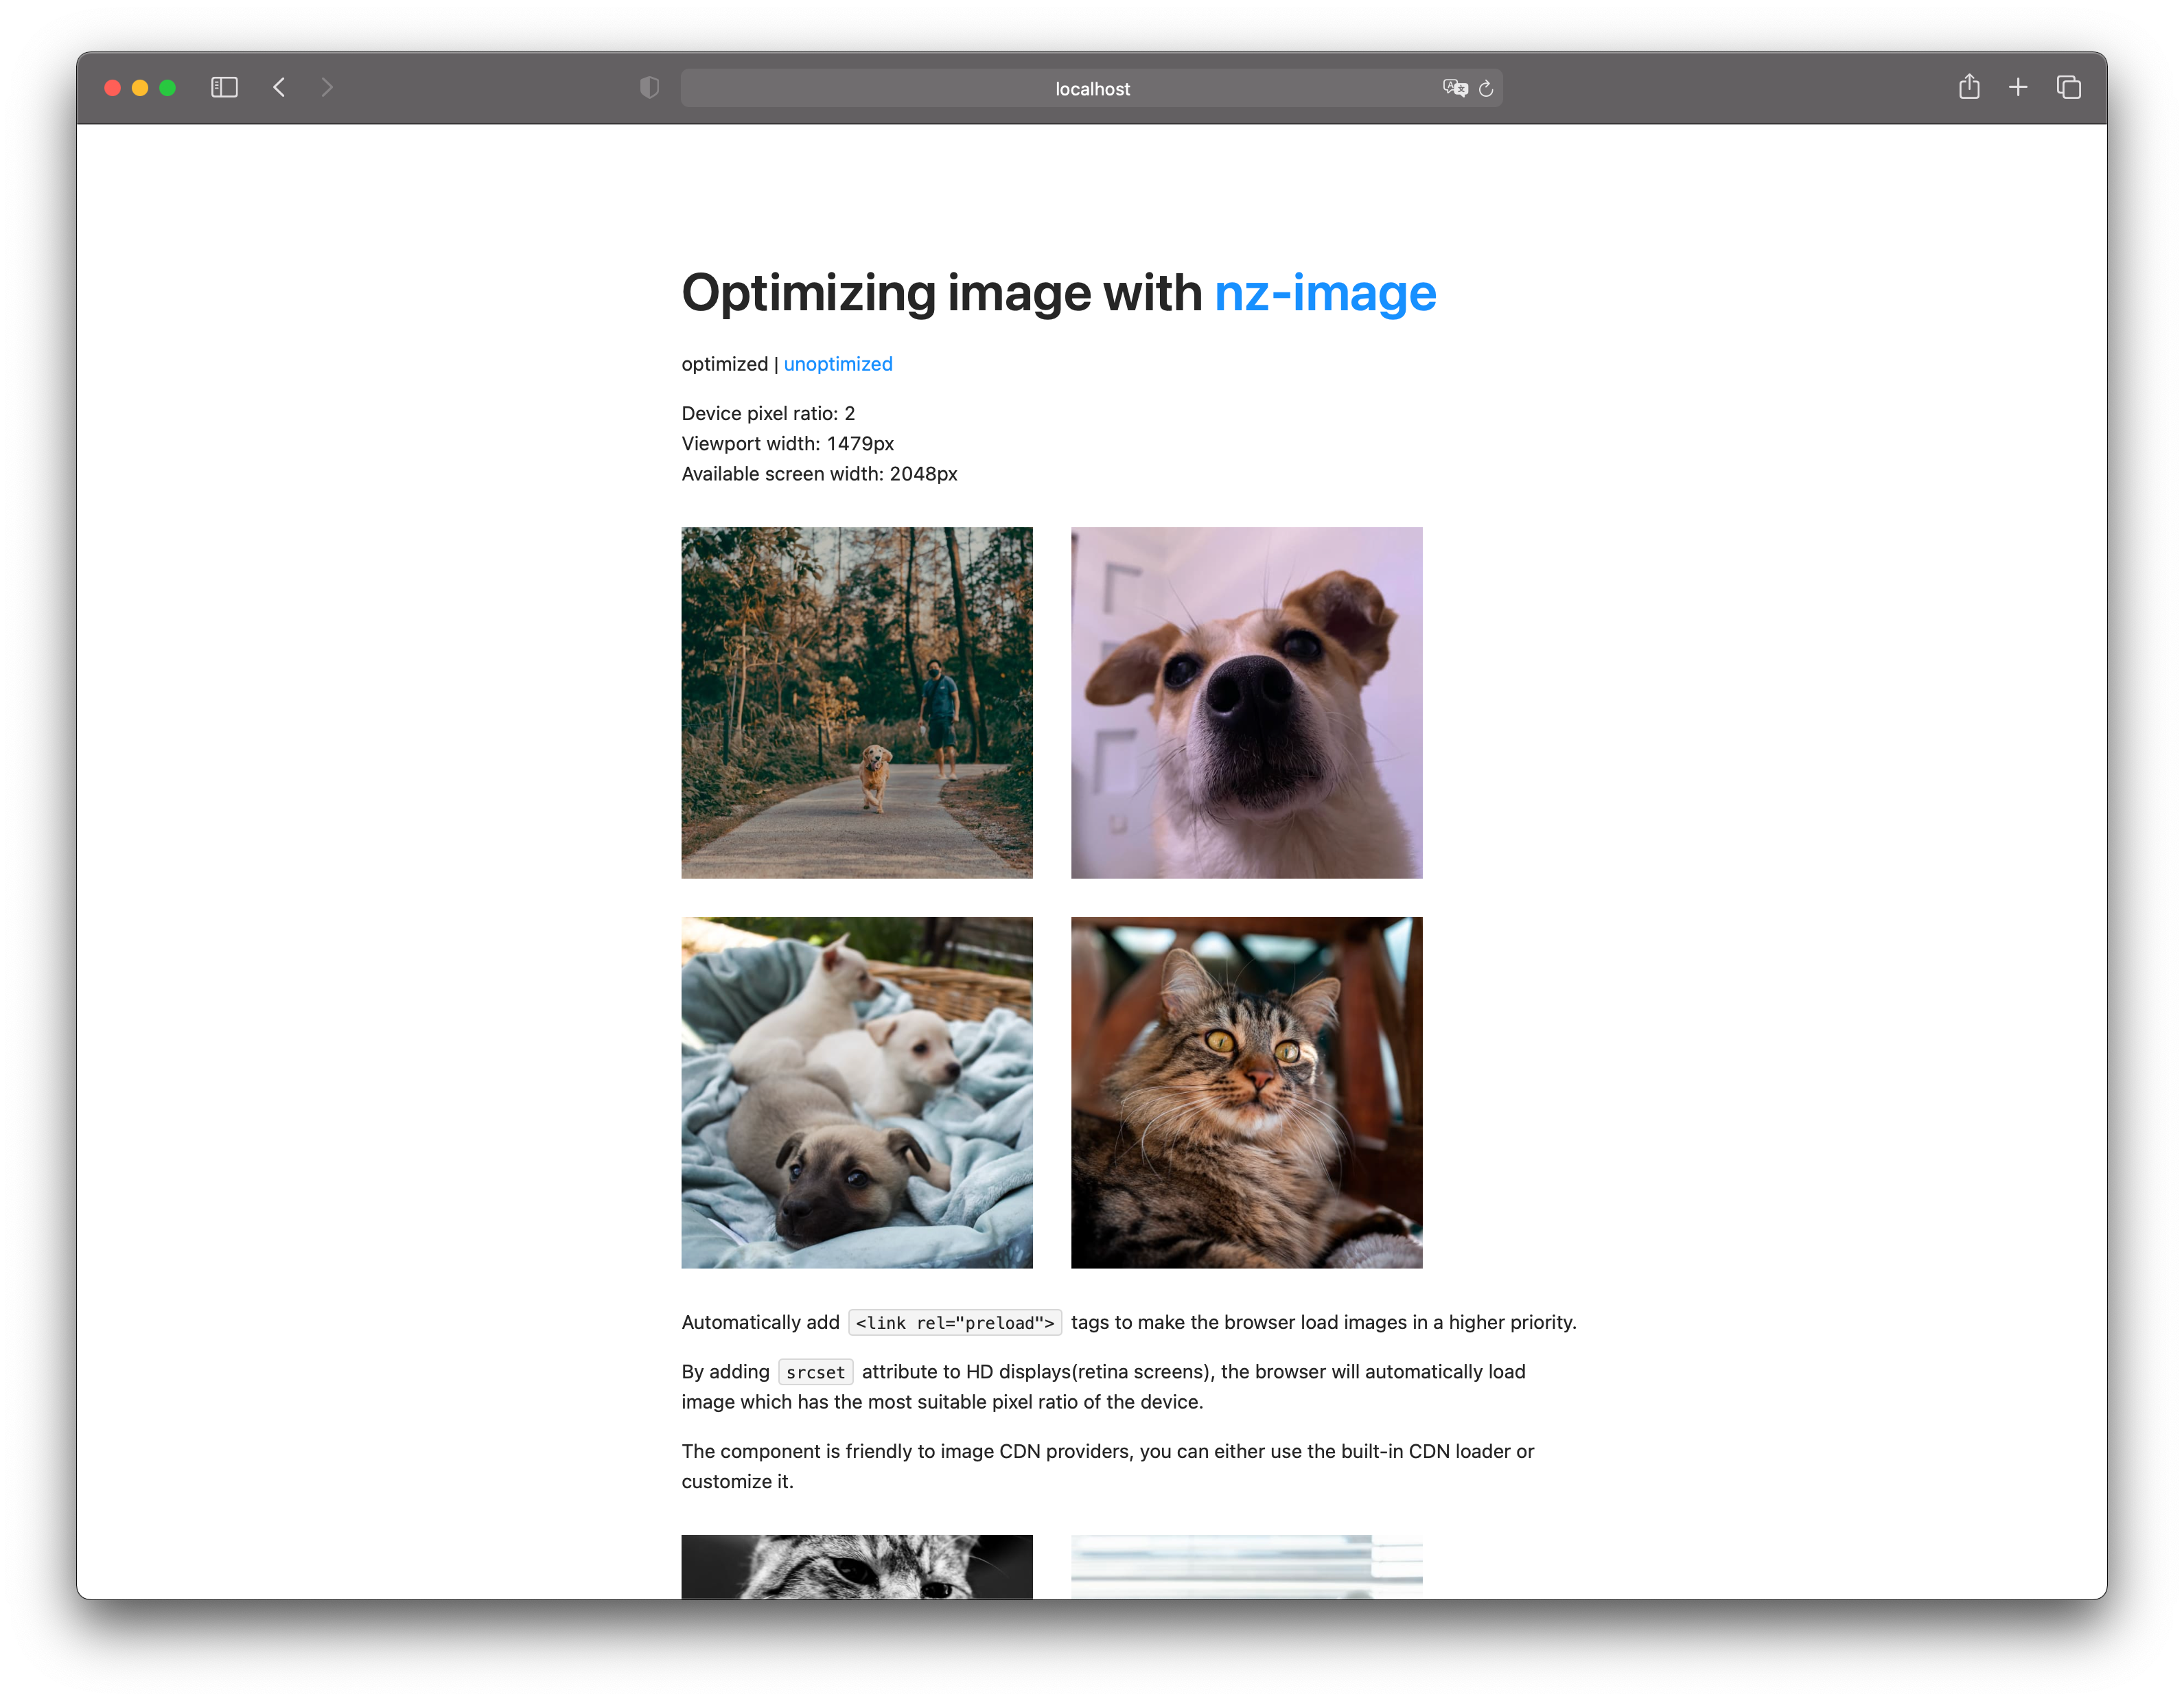 localhost
Optimizing image with nz-image
optimized | unoptimized
Device pixel ratio: 2
Viewport width: 1479px
Available screen width: 2048px
Automatically add <link rel="preload"> tags to make the browser load images in a higher priority.
By adding srcset attribute to HD displays(retina screens), the browser will automatically load
image which has the most suitable pixel ratio of the device.
The component is friendly to image CDN providers, you can either use the built-in CDN loader or
customize it.